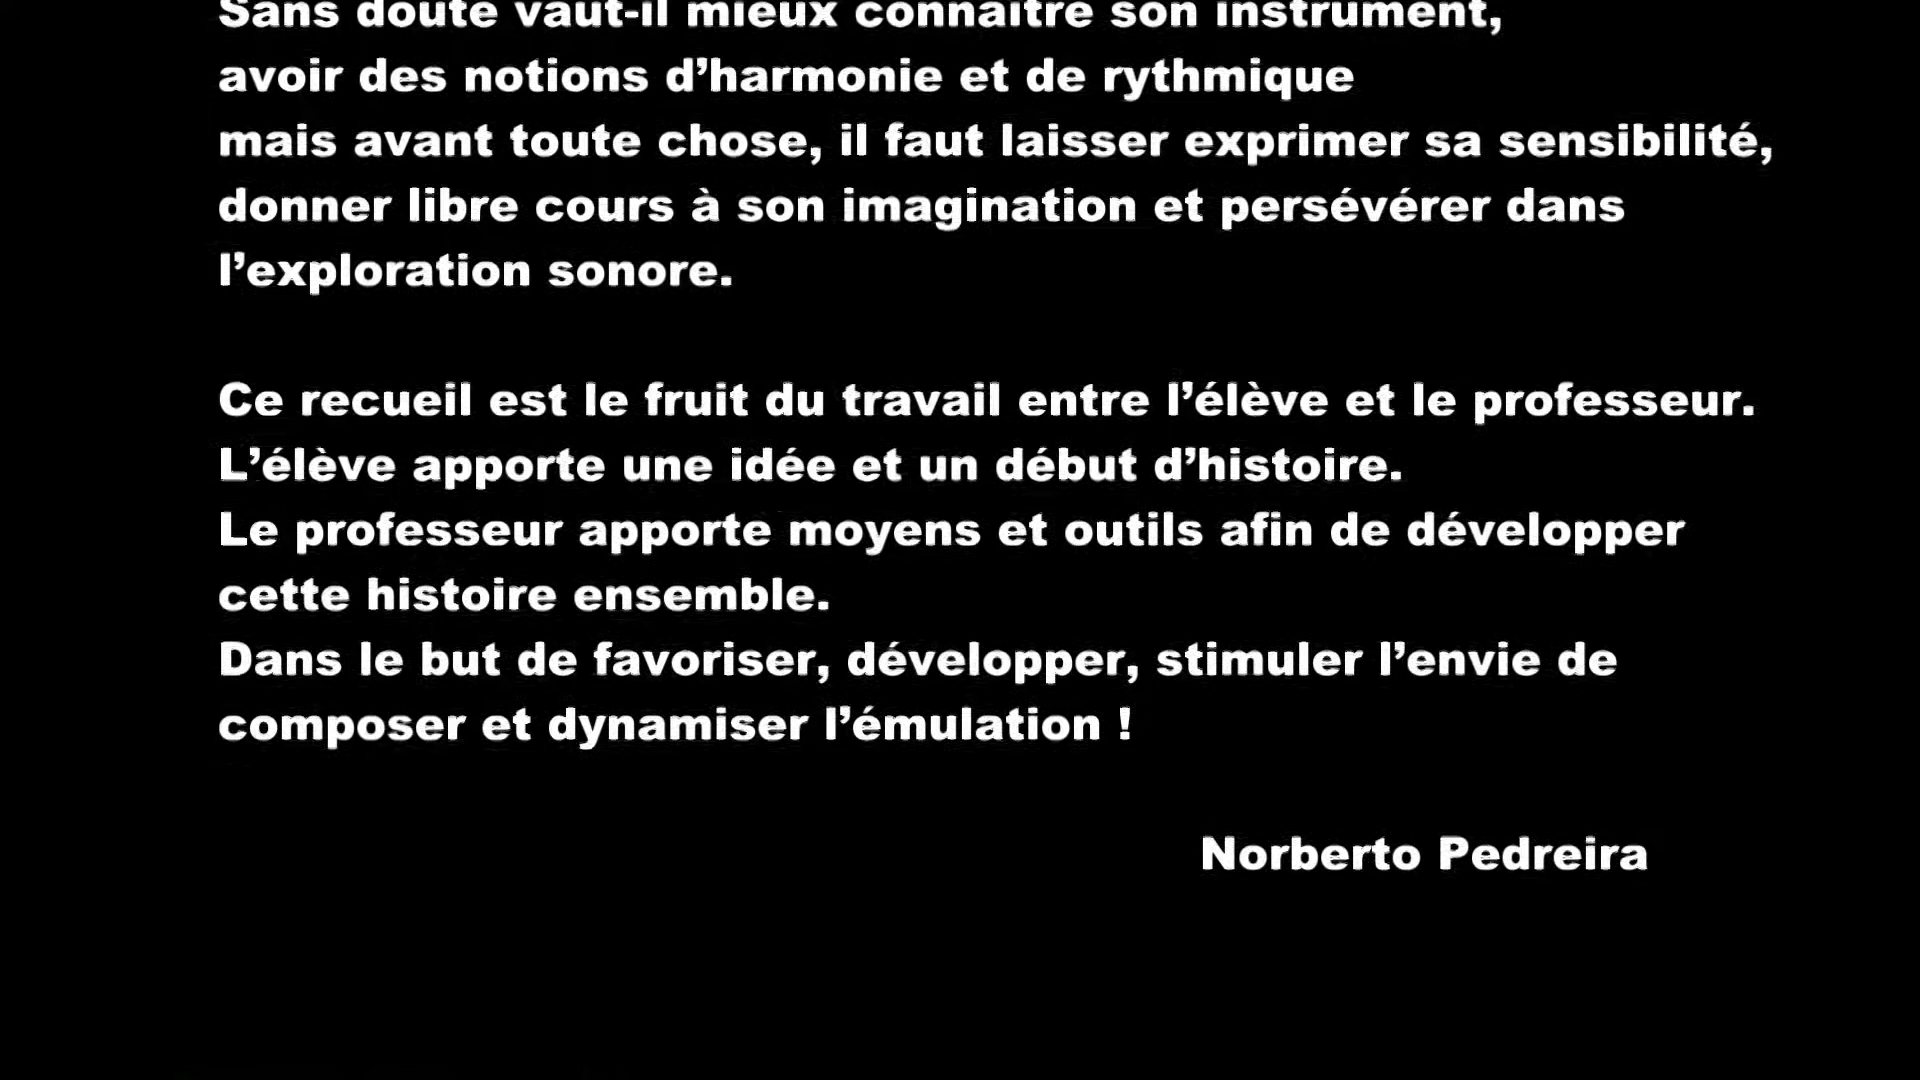 Sans doute vaut-il mieux connaître son instrument,
avoir des notions d’harmonie et de rythmique
mais avant toute chose, il faut laisser exprimer sa sensibilité,
donner libre cours à son imagination et persévérer dans
l’exploration sonore.
Ce recueil est le fruit du travail entre l’élève et le professeur.
L’élève apporte une idée et un début d’histoire.
Le professeur apporte moyens et outils afin de développer
cette histoire ensemble.
Dans le but de favoriser, développer, stimuler l’envie de
composer et dynamiser l’émulation !
Norberto Pedreira